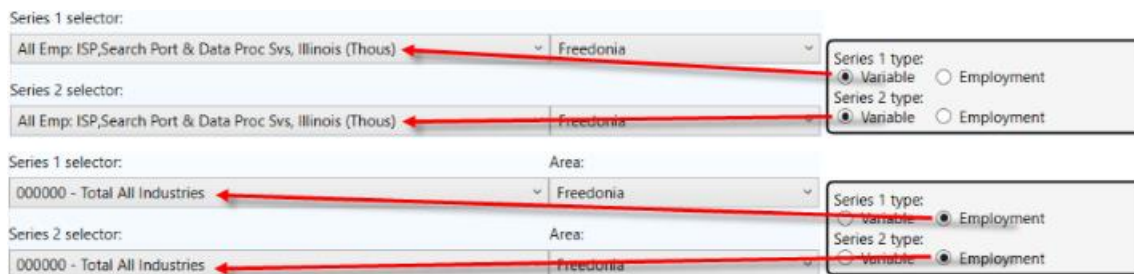 Series 1 selector:
All Emp: ISP,Search Port & Data Proc Svs, Illinois (Thous) Freedonia
Series 2 selector:
All Emp: ISP,Search Port & Data Proc Svs, Illinois (Thous) Freedonia
Series 1 type:
Variable Employment
Series 2 type:
Variable Employment
Series 1 selector: Area:
000000 - Total All Industries Freedonia
Series 2 selector: Area:
000000 - Total All Industries Freedonia
Series 1 type:
Variable Employment
Series 2 type:
Variable Employment